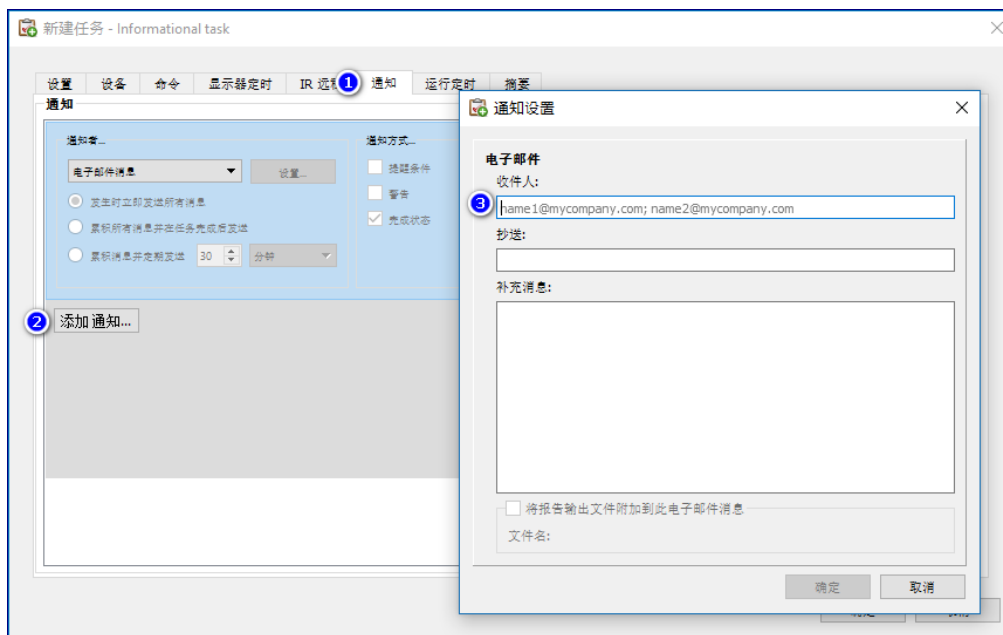 新建任务 - Informational task
设置 设备 命令 显示器定时 IR 远 1 通知 运行定时 摘要
通知
通知者...
电子邮件消息
设置...
发生时立即发送所有消息
累积所有消息并在任务完成后发送
累积消息并定期发送 30 分钟
通知方式...
提醒条件
警告
完成状态
2 添加通知...
通知设置
电子邮件
收件人:
3 name1@mycompany.com; name2@mycompany.com
抄送:
补充消息:
将报告输出文件附加到此电子邮件消息
文件名:
确定 取消